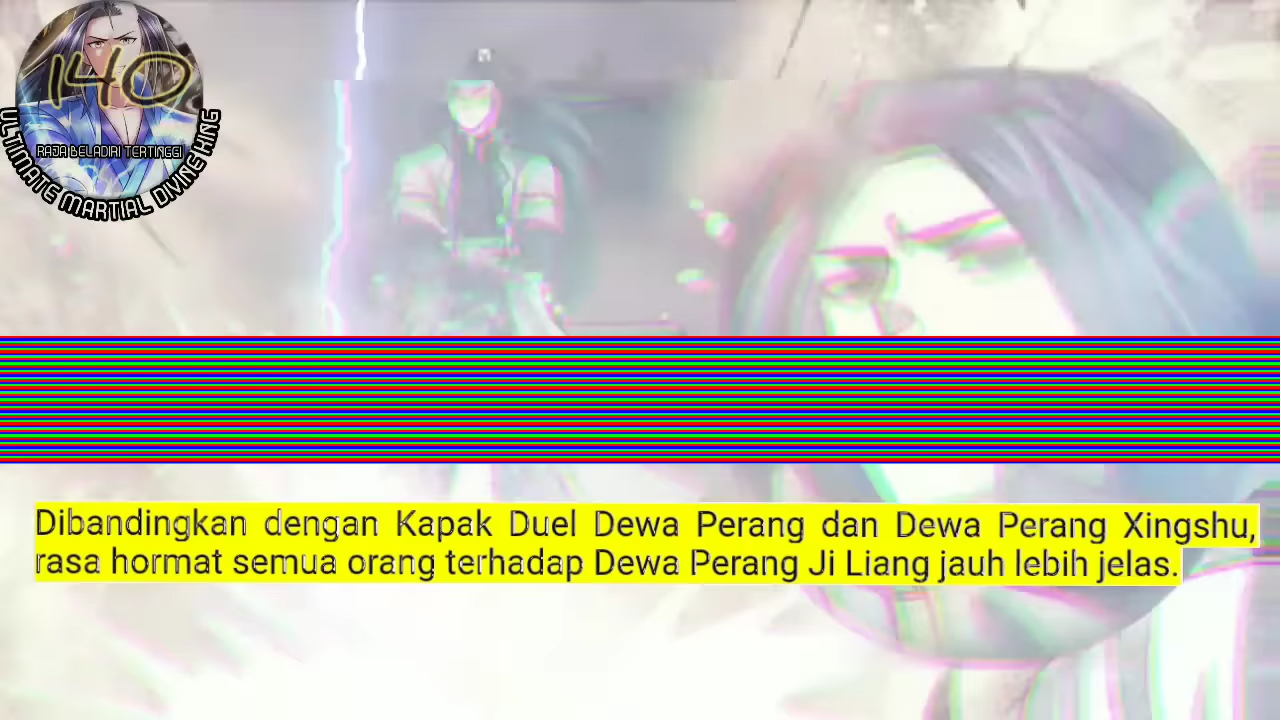 140
RAJA BELADIRI TERTINGGI
ULTIMATE MARTIAL DIVINE KING
Dibandingkan dengan Kapak Duel Dewa Perang dan Dewa Perang Xingshu,
rasa hormat semua orang terhadap Dewa Perang Ji Liang jauh lebih jelas.